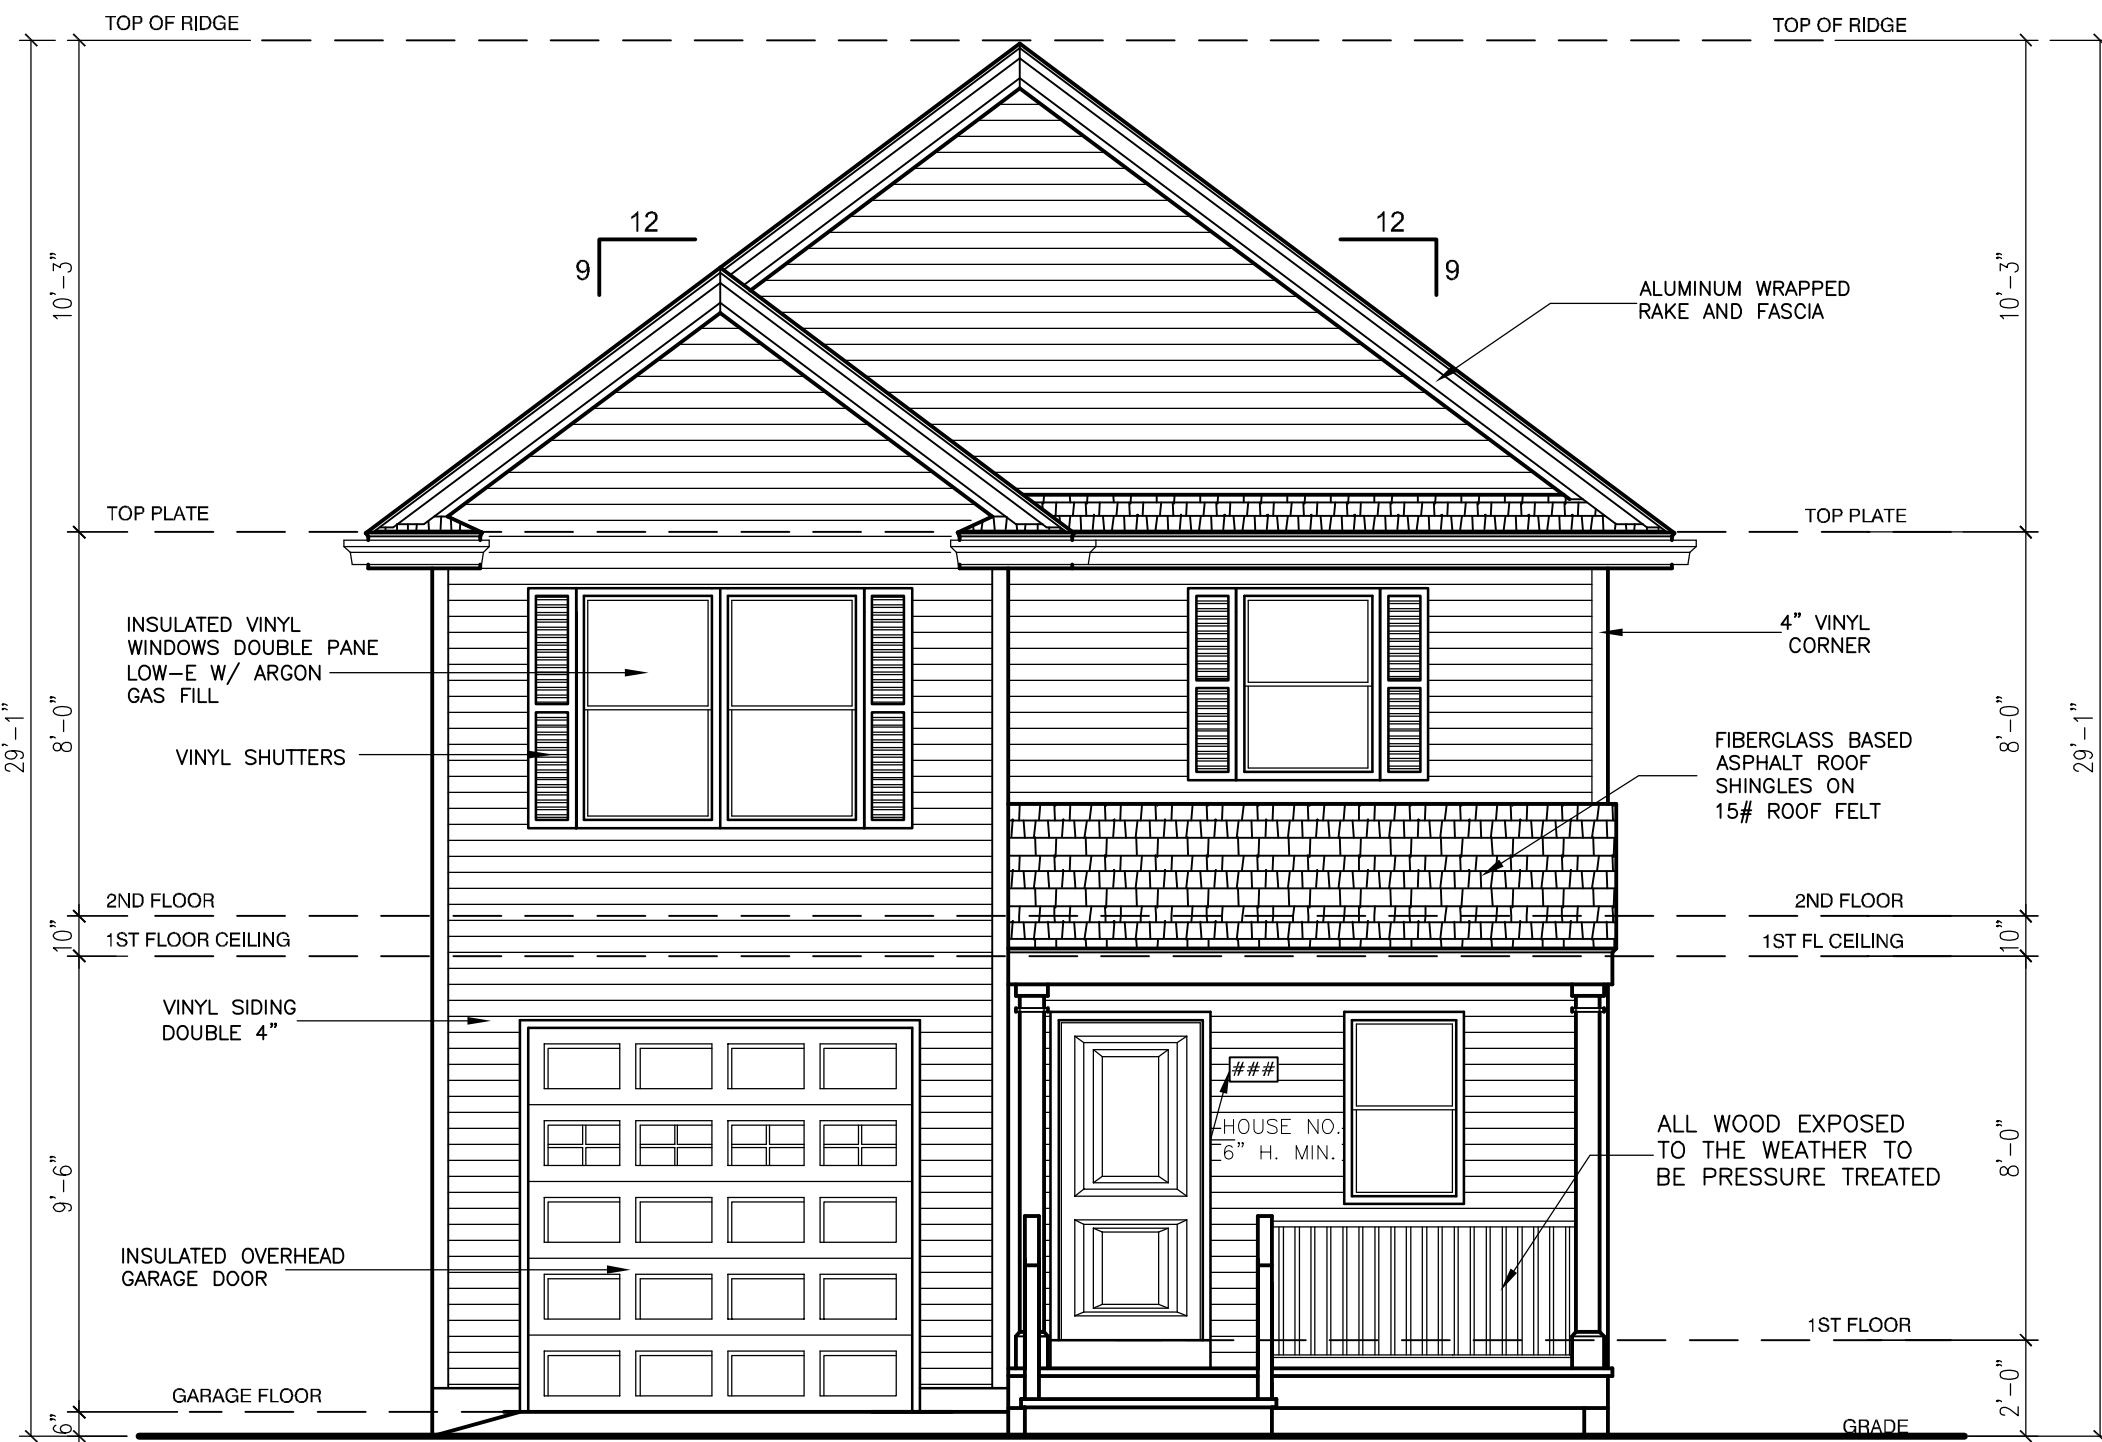 TOP OF RIDGE
TOP OF RIDGE
12
9
12
9
10'-3"
10'-3"
ALUMINUM WRAPPED
RAKE AND FASCIA
TOP PLATE
TOP PLATE
INSULATED VINYL
WINDOWS DOUBLE PANE
LOW-E W/ ARGON
GAS FILL
4" VINYL
CORNER
29'-1"
8'-0"
8'-0"
29'-1"
VINYL SHUTTERS
FIBERGLASS BASED
ASPHALT ROOF
SHINGLES ON
15# ROOF FELT
2ND FLOOR
2ND FLOOR
10"
10"
1ST FLOOR CEILING
1ST FL CEILING
VINYL SIDING
DOUBLE 4"
###
HOUSE NO.
6" H. MIN.
ALL WOOD EXPOSED
TO THE WEATHER TO
BE PRESSURE TREATED
9'-6"
8'-0"
INSULATED OVERHEAD
GARAGE DOOR
1ST FLOOR
GARAGE FLOOR
6"
2'-0"
GRADE